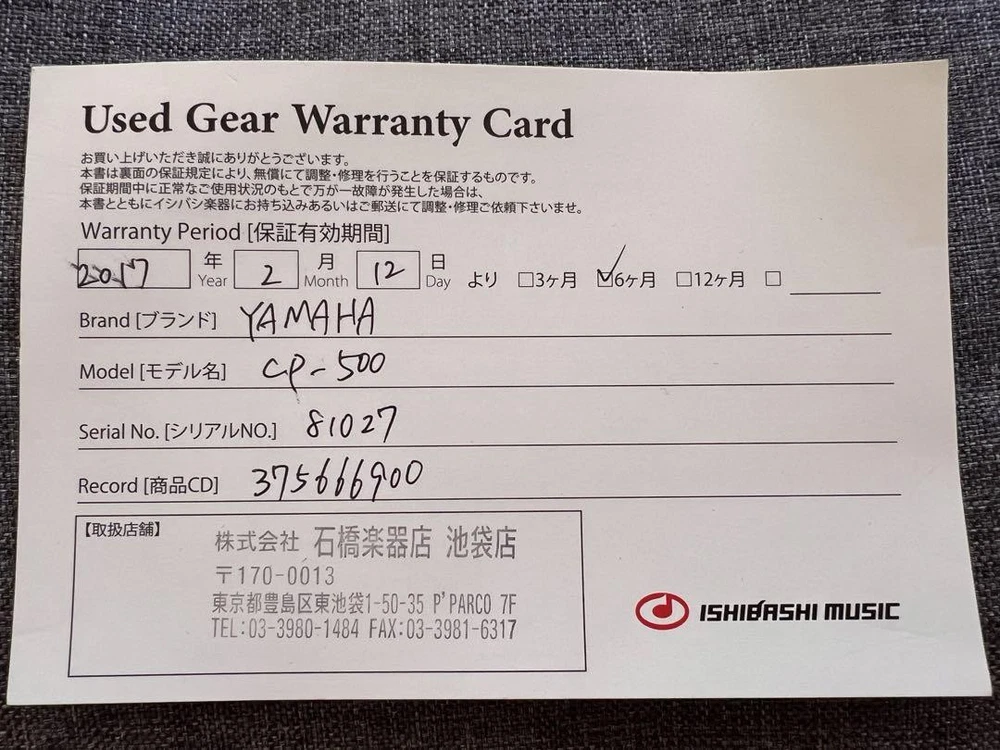 Used Gear Warranty Card
お買い上げいただき誠にありがとうございます。
本書は裏面の保証規定により、無償にて調整・修理を行うことを保証するものです。
保証期間中に正常なご使用状況のもとで万が一故障が発生した場合は、
本書とともにイシバシ楽器にお持ち込みあるいはご郵送にて調整・修理ご依頼下さいませ。
Warranty Period [保証有効期間]
2017 年 Year 2 月 Month 12 日 Day より □3ヶ月 ☑6ヶ月 □12ヶ月 □
Brand [ブランド] YAMAHA
Model [モデル名] CP-500
Serial No. [シリアルNO.] 81027
Record [商品CD] 375666900
【取扱店舗】
株式会社 石橋楽器店 池袋店
〒170-0013
東京都豊島区東池袋1-50-35 P'PARCO 7F
TEL:03-3980-1484 FAX:03-3981-6317
ISHIBASHI MUSIC